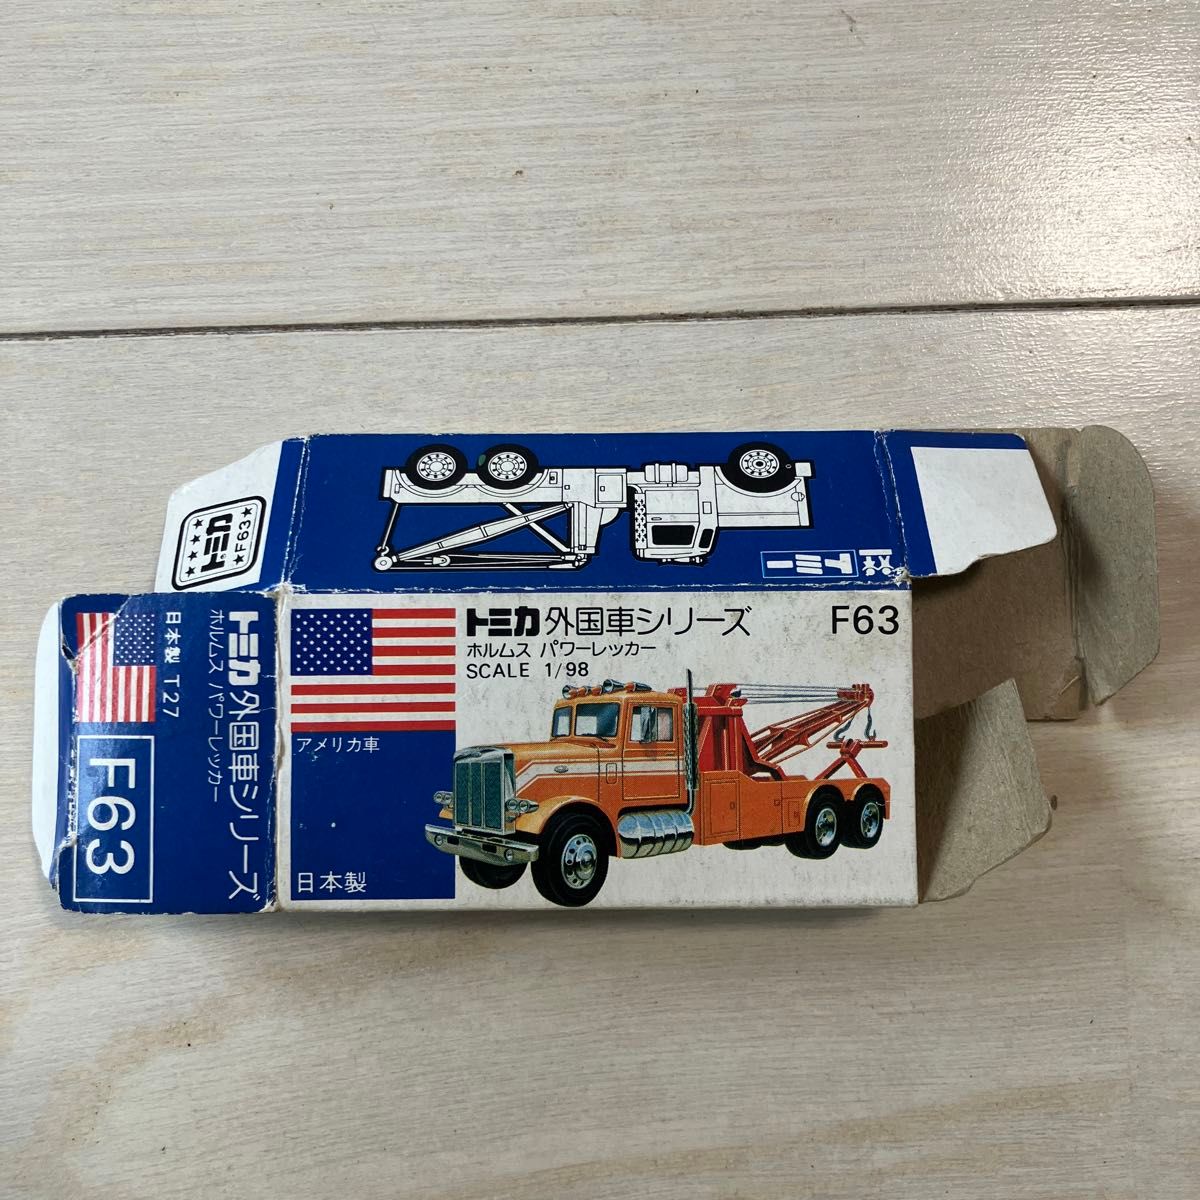 トミカ 外国車シリーズ F63
ホルムス パワーレッカー
SCALE 1/98
アメリカ車
日本製
トミカ 外国車シリーズ
ホルムス パワーレッカー
日本製 T27
F63
トミカ
F63
トミー